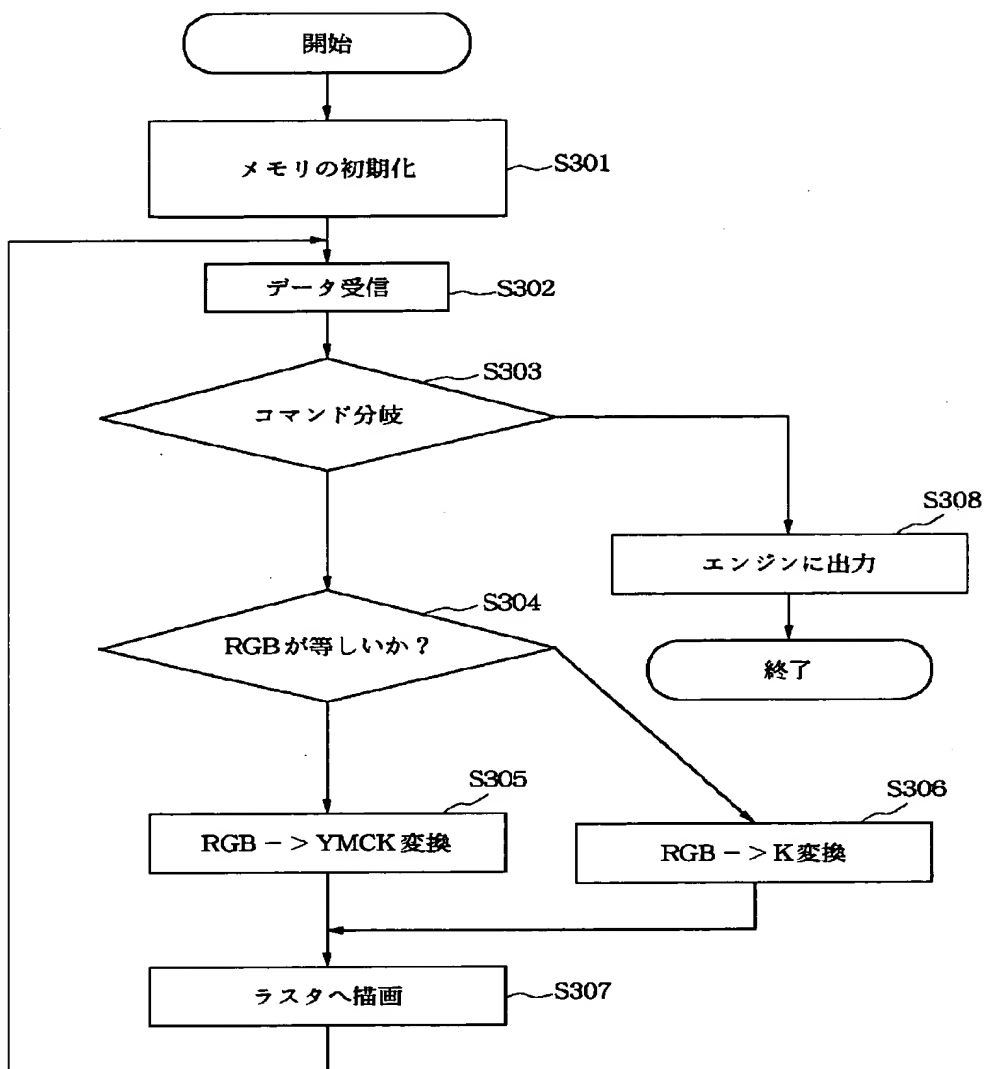 開始
メモリの初期化
S301
データ受信
S302
S303
コマンド分岐
S308
エンジンに出力
S304
RGBが等しいか?
終了
S305
RGB ー > YMCK変換
S306
RGB ー > K変換
ラスタへ描画
S307